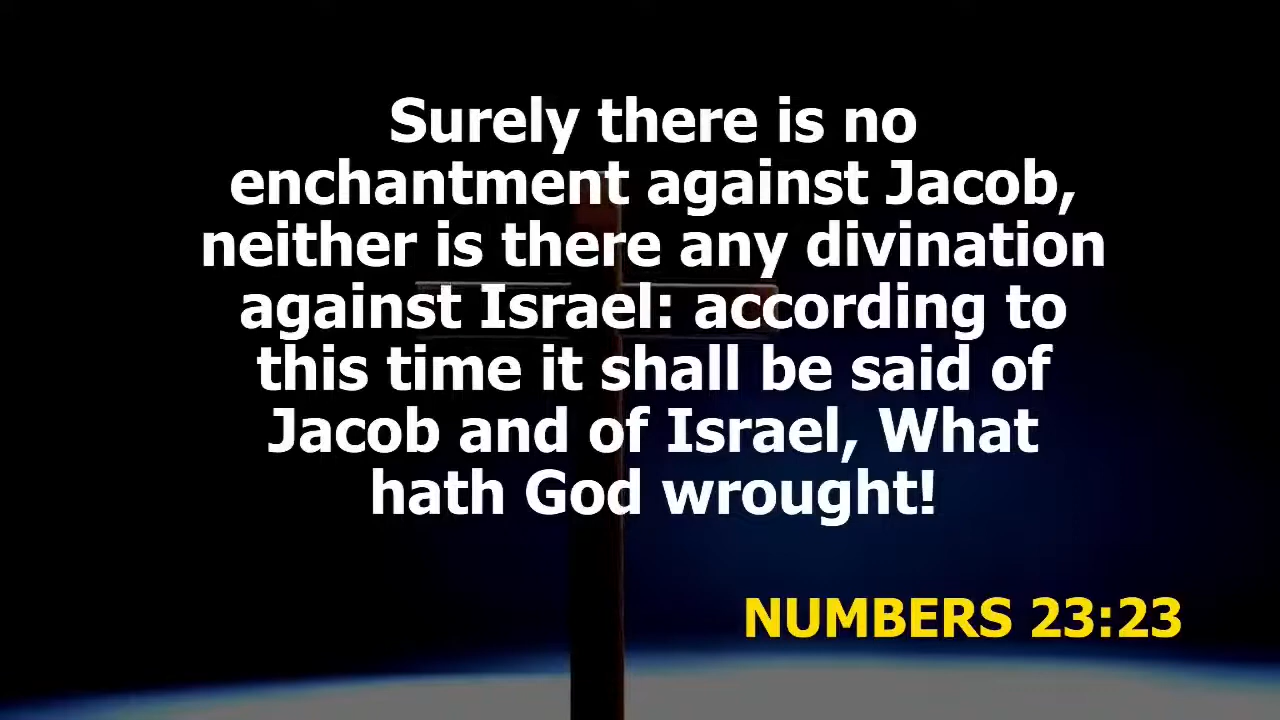 Surely there is no
enchantment against Jacob,
neither is there any divination
against Israel: according to
this time it shall be said of
Jacob and of Israel, What
hath God wrought!
NUMBERS 23:23